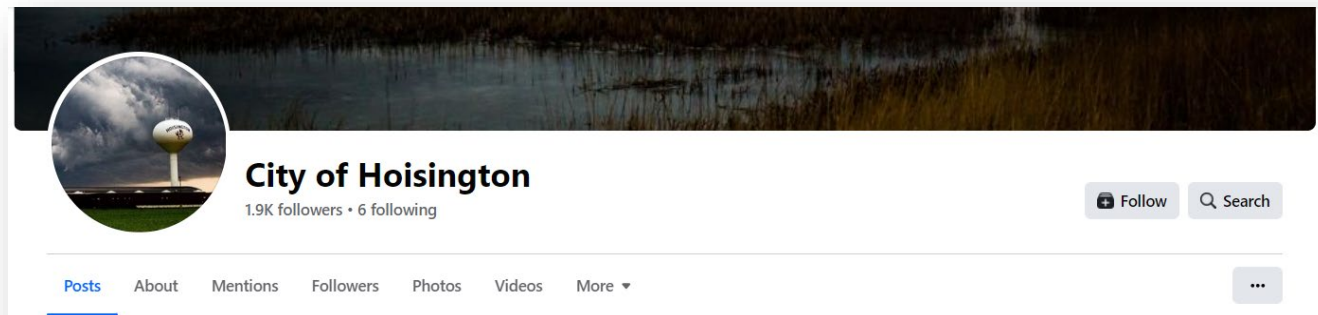 City of Hoisington
1.9K followers • 6 following
Follow
Search
Posts About Mentions Followers Photos Videos More